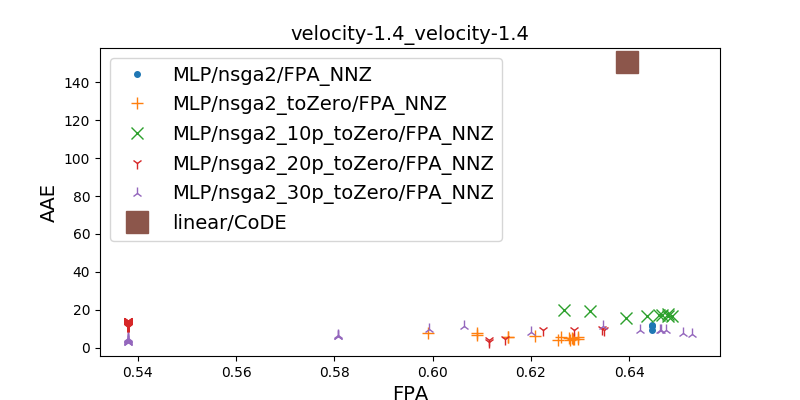 velocity-1.4_velocity-1.4
MLP/nsga2/FPA_NNZ
MLP/nsga2_toZero/FPA_NNZ
MLP/nsga2_10p_toZero/FPA_NNZ
MLP/nsga2_20p_toZero/FPA_NNZ
MLP/nsga2_30p_toZero/FPA_NNZ
linear/CoDE
AAE
140
120
100
80
60
40
20
0
0.54
0.56
0.58
0.60
0.62
0.64
FPA